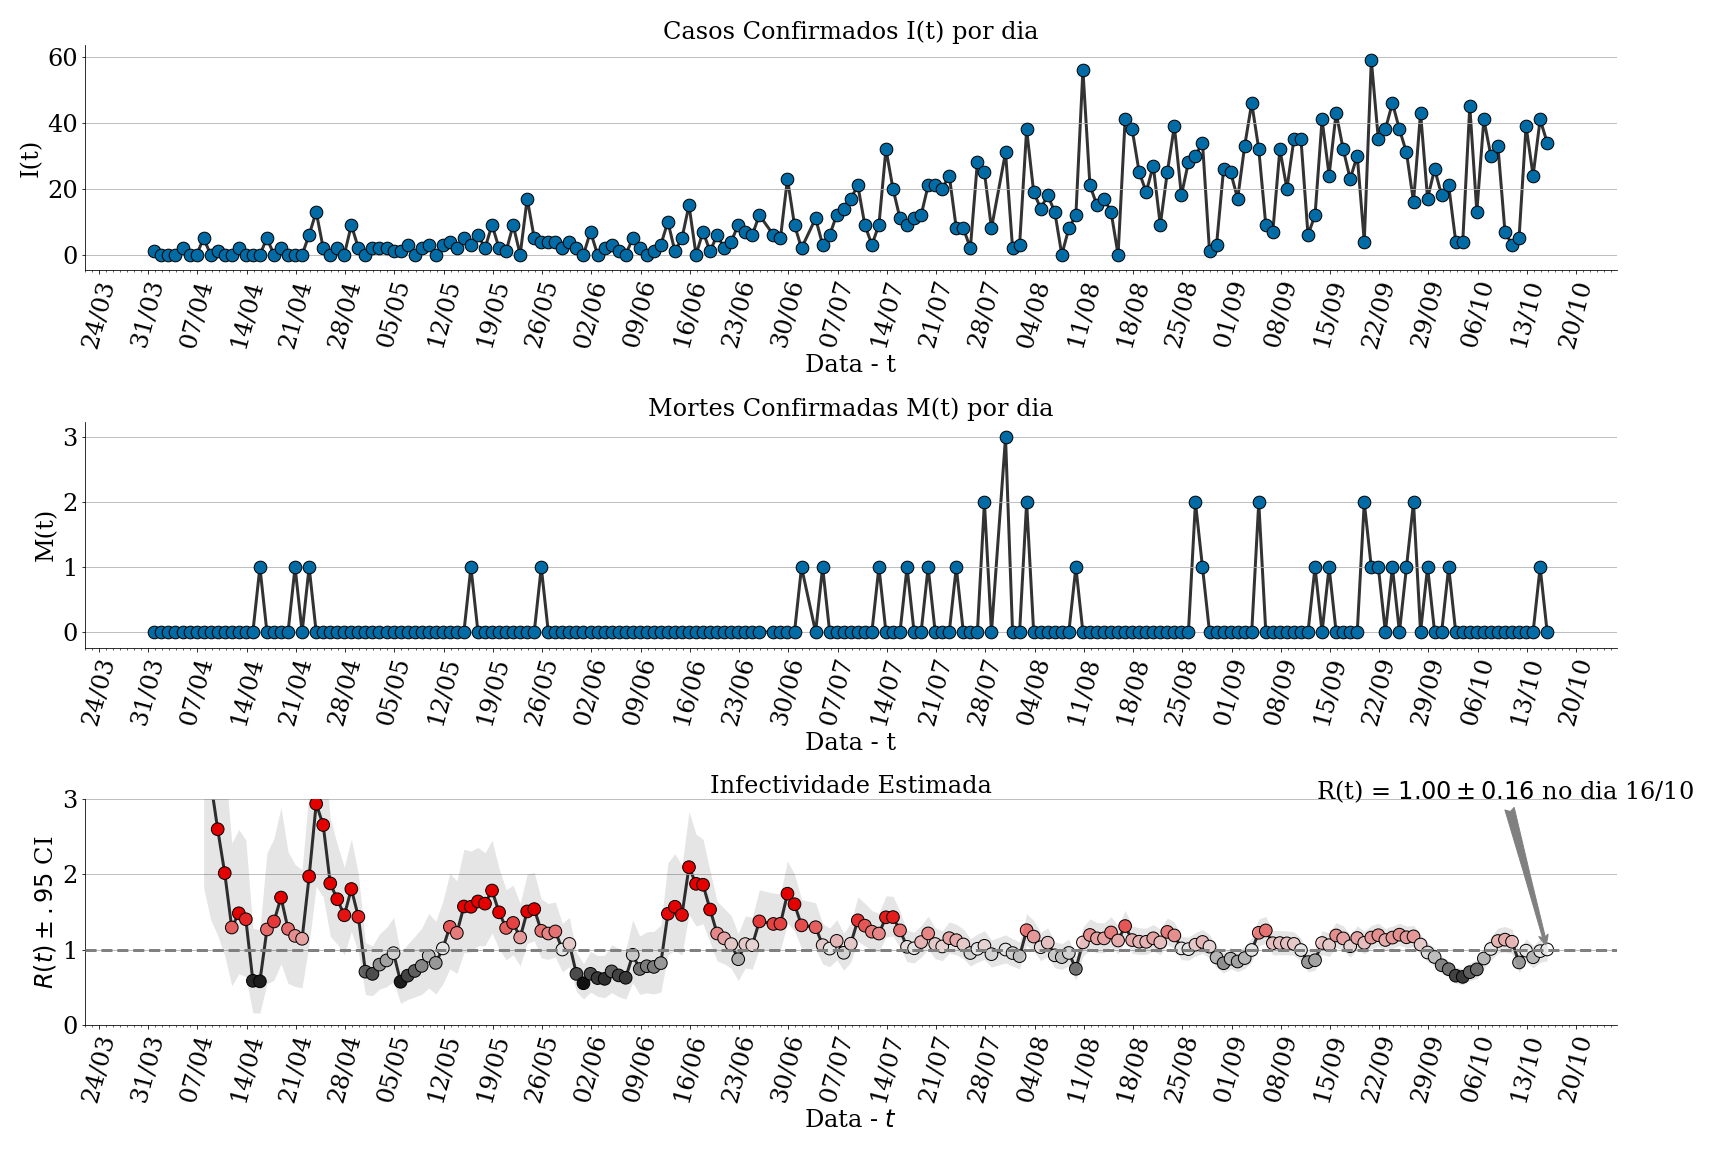 Casos Confirmados I(t) por dia
60
40
20
0
I(t)
24/03 31/03 07/04 14/04 21/04 28/04 05/05 12/05 19/05 26/05 02/06 09/06 16/06 23/06 30/06 07/07 14/07 21/07 28/07 04/08 11/08 18/08 25/08 01/09 08/09 15/09 22/09 29/09 06/10 13/10 20/10
Data - t
Mortes Confirmadas M(t) por dia
3
2
1
0
M(t)
24/03 31/03 07/04 14/04 21/04 28/04 05/05 12/05 19/05 26/05 02/06 09/06 16/06 23/06 30/06 07/07 14/07 21/07 28/07 04/08 11/08 18/08 25/08 01/09 08/09 15/09 22/09 29/09 06/10 13/10 20/10
Data - t
Infectividade Estimada
R(t) = 1.00 ± 0.16 no dia 16/10
3
2
1
0
R(t) ± .95 CI
24/03 31/03 07/04 14/04 21/04 28/04 05/05 12/05 19/05 26/05 02/06 09/06 16/06 23/06 30/06 07/07 14/07 21/07 28/07 04/08 11/08 18/08 25/08 01/09 08/09 15/09 22/09 29/09 06/10 13/10 20/10
Data - t